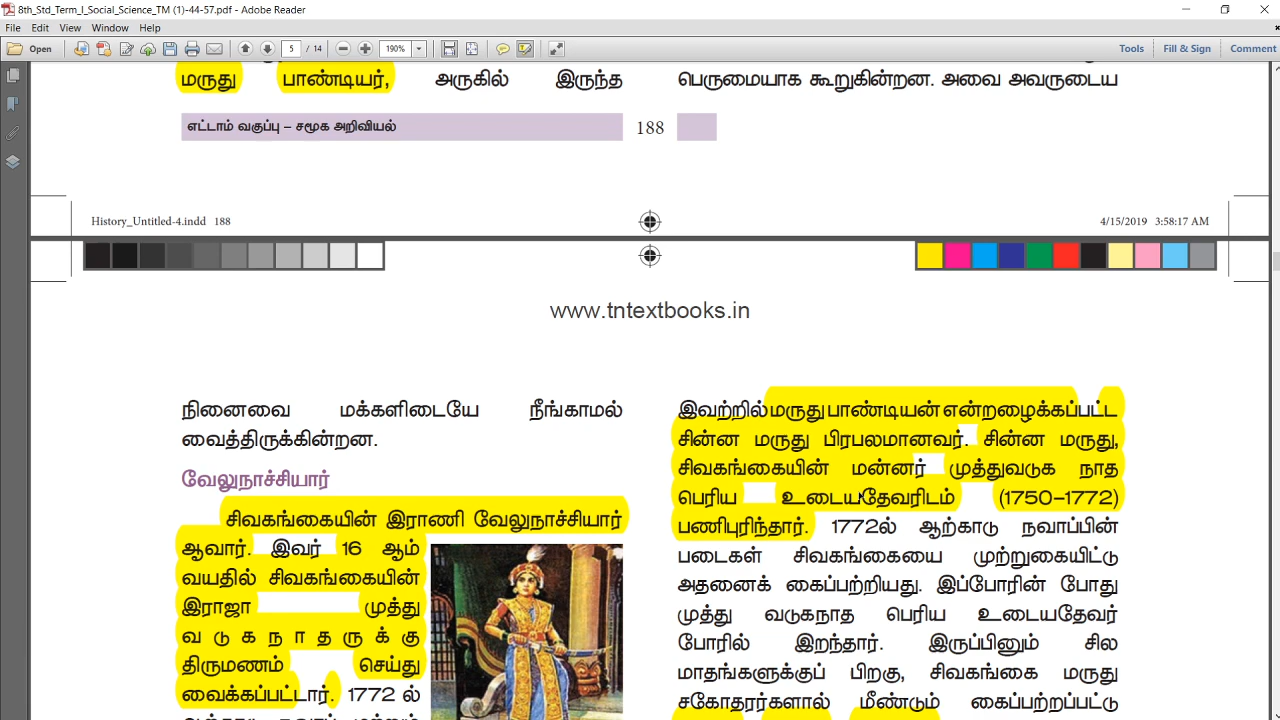 8th_Std_Term_I_Social_Science_TM (1)-44-57.pdf - Adobe Reader
File Edit View Window Help
Open 5 / 14 190% Tools Fill & Sign Comment
மருது பாண்டியர், அருகில் இருந்த
பெருமையாக கூறுகின்றன. அவை அவருடைய
எட்டாம் வகுப்பு – சமூக அறிவியல் 188
History_Untitled-4.indd 188 4/15/2019 3:58:17 AM
www.tntextbooks.in
நினைவை மக்களிடையே நீங்காமல்
வைத்திருக்கின்றன.
வேலுநாச்சியார்
சிவகங்கையின் இராணி வேலுநாச்சியார்
ஆவார். இவர் 16 ஆம்
வயதில் சிவகங்கையின்
இராஜா முத்து
வடுகநாதருக்கு
திருமணம் செய்து
வைக்கப்பட்டார். 1772 ல்
இவற்றில் மருது பாண்டியன் என்றழைக்கப்பட்ட
சின்ன மருது பிரபலமானவர். சின்ன மருது,
சிவகங்கையின் மன்னர் முத்துவடுக நாத
பெரிய உடையதேவரிடம் (1750–1772)
பணிபுரிந்தார். 1772ல் ஆற்காடு நவாப்பின்
படைகள் சிவகங்கையை முற்றுகையிட்டு
அதனைக் கைப்பற்றியது. இப்போரின் போது
முத்து வடுகநாத பெரிய உடையதேவர்
போரில் இறந்தார். இருப்பினும் சில
மாதங்களுக்குப் பிறகு, சிவகங்கை மருது
சகோதரர்களால் மீண்டும் கைப்பற்றப்பட்டு